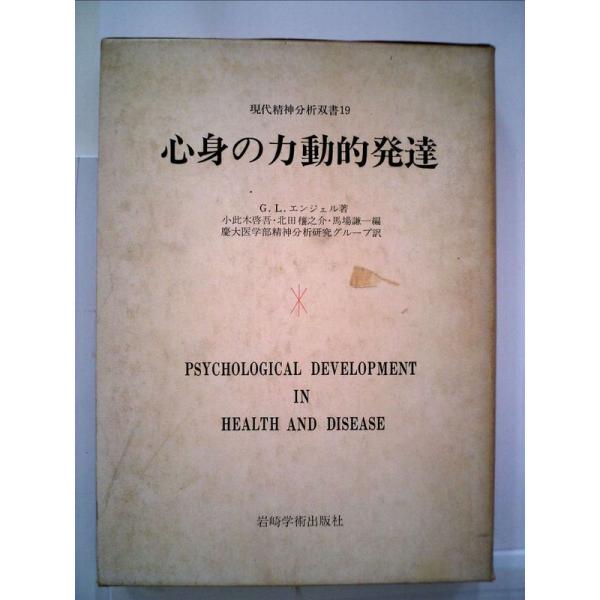 現代精神分析双書19
心身の力動的発達
G. L. エンジェル著
小此木啓吾・北田穰之介・馬場謙一編
慶大医学部精神分析研究グループ訳
PSYCHOLOGICAL DEVELOPMENT
IN
HEALTH AND DISEASE
岩崎学術出版社